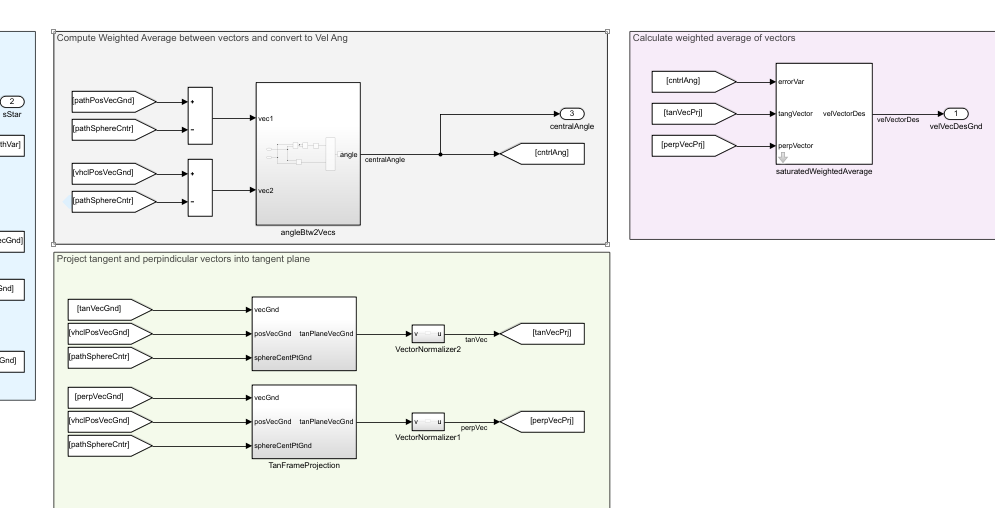 2
sStar
thVar]
ecGnd]
Gnd]
Gnd]
Compute Weighted Average between vectors and convert to Vel Ang
[pathPosVecGnd]
[pathSphereCntr]
+
−
[vhclPosVecGnd]
[pathSphereCntr]
+
−
vec1
vec2
angle
angleBtw2Vecs
centralAngle
3
centralAngle
[cntrlAng]
Calculate weighted average of vectors
[cntrlAng]
[tanVecPrj]
[perpVecPrj]
errorVar
tangVector
perpVector
velVectorDes
saturatedWeightedAverage
velVectorDes
1
velVecDesGnd
Project tangent and perpindicular vectors into tangent plane
[tanVecGnd]
[vhclPosVecGnd]
[pathSphereCntr]
vecGnd
posVecGnd
sphereCentPtGnd
tanPlaneVecGnd
v u
VectorNormalizer2
tanVec
[tanVecPrj]
[perpVecGnd]
[vhclPosVecGnd]
[pathSphereCntr]
vecGnd
posVecGnd
sphereCentPtGnd
tanPlaneVecGnd
TanFrameProjection
v u
VectorNormalizer1
perpVec
[perpVecPrj]